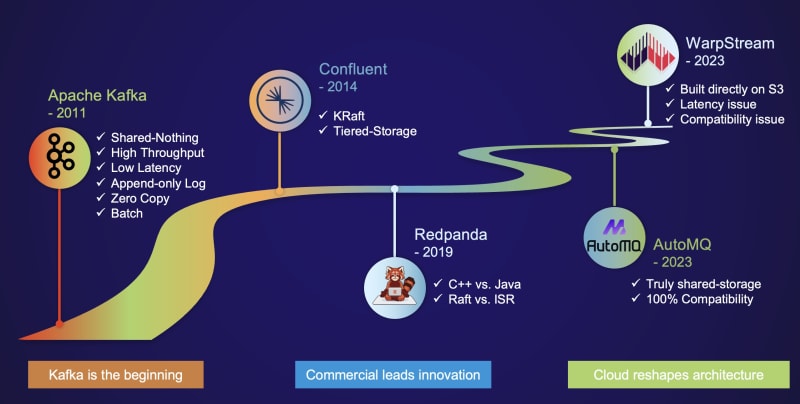 Apache Kafka
- 2011
✓ Shared-Nothing
✓ High Throughput
✓ Low Latency
✓ Append-only Log
✓ Zero Copy
✓ Batch
Confluent
- 2014
✓ KRaft
✓ Tiered-Storage
Redpanda
- 2019
✓ C++ vs. Java
✓ Raft vs. ISR
WarpStream
- 2023
✓ Built directly on S3
✓ Latency issue
✓ Compatibility issue
AutoMQ
AutoMQ
- 2023
✓ Truly shared-storage
✓ 100% Compatibility
Kafka is the beginning
Commercial leads innovation
Cloud reshapes architecture